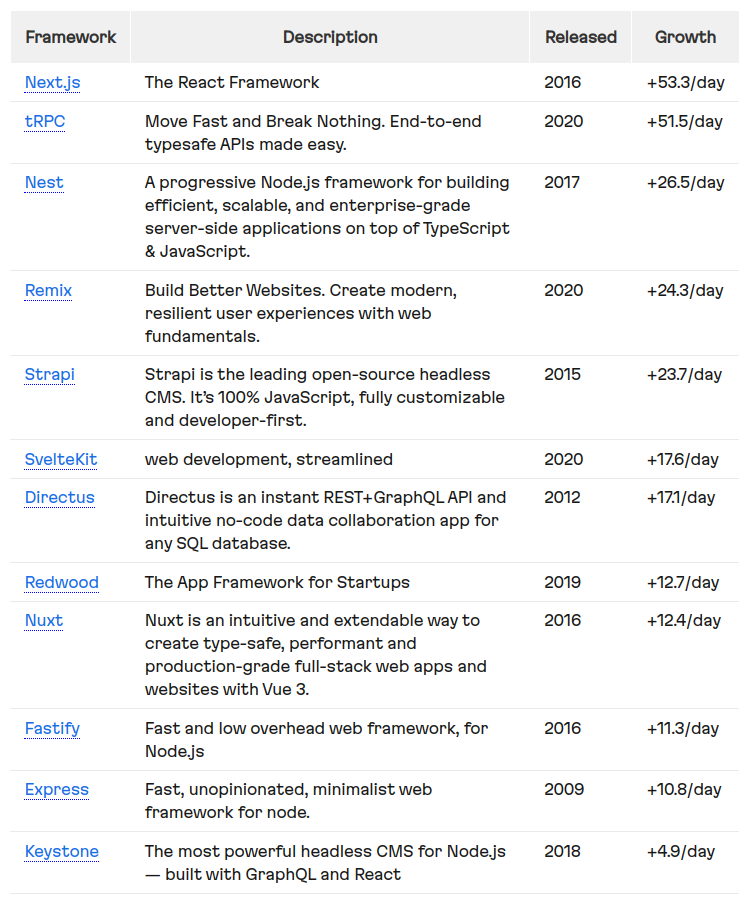 Framework Description Released Growth
Next.js The React Framework 2016 +53.3/day
tRPC Move Fast and Break Nothing. End-to-end 2020 +51.5/day
typesafe APIs made easy.
Nest A progressive Node.js framework for building 2017 +26.5/day
efficient, scalable, and enterprise-grade
server-side applications on top of TypeScript
& JavaScript.
Remix Build Better Websites. Create modern, 2020 +24.3/day
resilient user experiences with web
fundamentals.
Strapi Strapi is the leading open-source headless 2015 +23.7/day
CMS. It’s 100% JavaScript, fully customizable
and developer-first.
SvelteKit web development, streamlined 2020 +17.6/day
Directus Directus is an instant REST+GraphQL API and 2012 +17.1/day
intuitive no-code data collaboration app for
any SQL database.
Redwood The App Framework for Startups 2019 +12.7/day
Nuxt Nuxt is an intuitive and extendable way to 2016 +12.4/day
create type-safe, performant and
production-grade full-stack web apps and
websites with Vue 3.
Fastify Fast and low overhead web framework, for 2016 +11.3/day
Node.js
Express Fast, unopinionated, minimalist web 2009 +10.8/day
framework for node.
Keystone The most powerful headless CMS for Node.js 2018 +4.9/day
— built with GraphQL and React